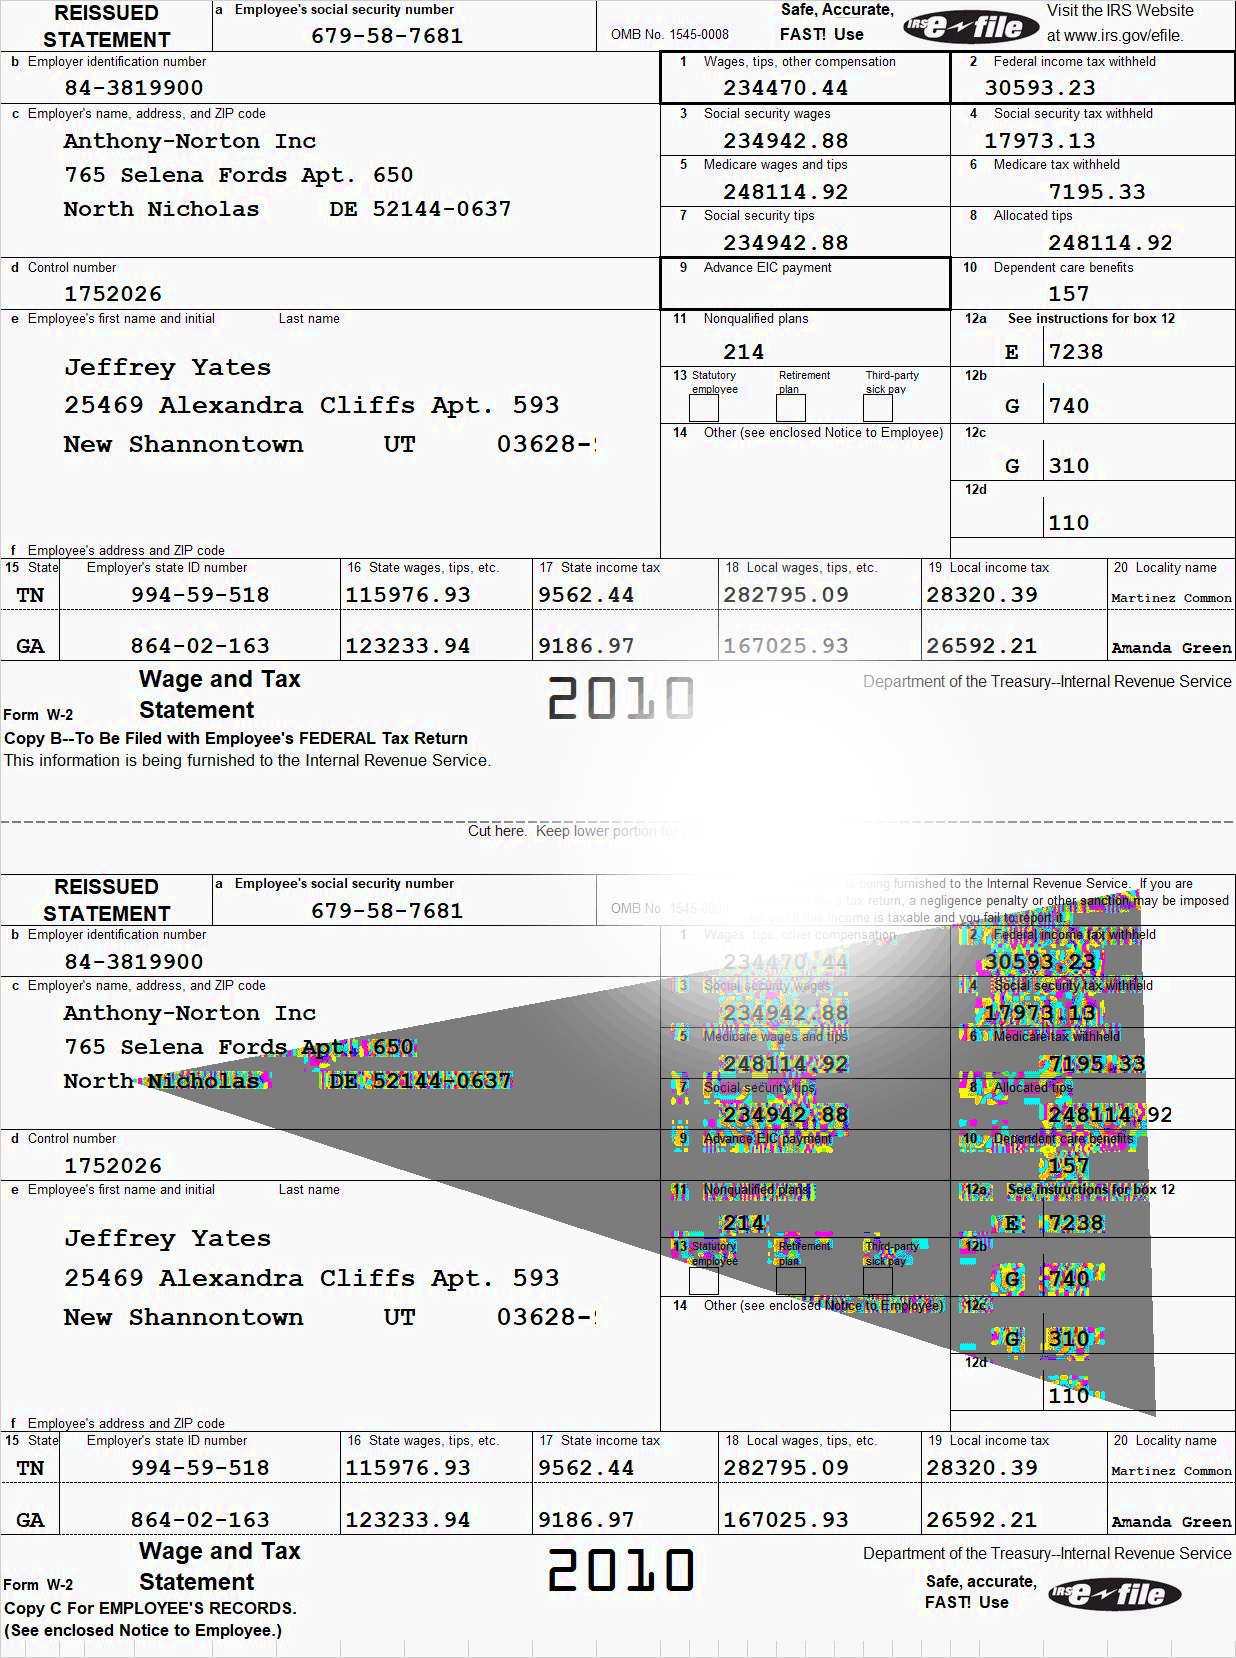 REISSUED STATEMENT
a Employee's social security number
679-58-7681
OMB No. 1545-0008
Safe, Accurate, FAST! Use
IRS e-file
Visit the IRS Website at www.irs.gov/efile.
b Employer identification number
84-3819900
1 Wages, tips, other compensation
234470.44
2 Federal income tax withheld
30593.23
c Employer's name, address, and ZIP code
Anthony-Norton Inc
765 Selena Fords Apt. 650
North Nicholas DE 52144-0637
3 Social security wages
234942.88
4 Social security tax withheld
17973.13
5 Medicare wages and tips
248114.92
6 Medicare tax withheld
7195.33
7 Social security tips
234942.88
8 Allocated tips
248114.92
d Control number
1752026
9 Advance EIC payment
10 Dependent care benefits
157
e Employee's first name and initial Last name
Jeffrey Yates
25469 Alexandra Cliffs Apt. 593
New Shannontown UT 03628-
11 Nonqualified plans
214
12a See instructions for box 12
E 7238
13 Statutory employee Retirement plan Third-party sick pay
12b
G 740
14 Other (see enclosed Notice to Employee)
12c
G 310
12d
110
f Employee's address and ZIP code
15 State Employer's state ID number 16 State wages, tips, etc. 17 State income tax 18 Local wages, tips, etc. 19 Local income tax 20 Locality name
TN 994-59-518 115976.93 9562.44 282795.09 28320.39 Martinez Common
GA 864-02-163 123233.94 9186.97 167025.93 26592.21 Amanda Green
Form W-2 Wage and Tax Statement
2010
Department of the Treasury--Internal Revenue Service
Copy B--To Be Filed with Employee's FEDERAL Tax Return
This information is being furnished to the Internal Revenue Service.
Cut here. Keep lower portion for
REISSUED STATEMENT
a Employee's social security number
679-58-7681
OMB No. 1545-0008
being furnished to the Internal Revenue Service. If you are
a tax return, a negligence penalty or other sanction may be imposed
if this income is taxable and you fail to report it.
b Employer identification number
84-3819900
1 Wages, tips, other compensation
234470.44
2 Federal income tax withheld
30593.23
c Employer's name, address, and ZIP code
Anthony-Norton Inc
765 Selena Fords Apt. 650
North Nicholas DE 52144-0637
3 Social security wages
234942.88
4 Social security tax withheld
17973.13
5 Medicare wages and tips
248114.92
6 Medicare tax withheld
7195.33
7 Social security tips
234942.88
8 Allocated tips
248114.92
d Control number
1752026
9 Advance EIC payment
10 Dependent care benefits
157
e Employee's first name and initial Last name
Jeffrey Yates
25469 Alexandra Cliffs Apt. 593
New Shannontown UT 03628-
11 Nonqualified plans
214
12a See instructions for box 12
E 7238
13 Statutory employee Retirement plan Third-party sick pay
12b
G 740
14 Other (see enclosed Notice to Employee)
12c
G 310
12d
110
f Employee's address and ZIP code
15 State Employer's state ID number 16 State wages, tips, etc. 17 State income tax 18 Local wages, tips, etc. 19 Local income tax 20 Locality name
TN 994-59-518 115976.93 9562.44 282795.09 28320.39 Martinez Common
GA 864-02-163 123233.94 9186.97 167025.93 26592.21 Amanda Green
Form W-2 Wage and Tax Statement
2010
Department of the Treasury--Internal Revenue Service
Copy C For EMPLOYEE'S RECORDS.
(See enclosed Notice to Employee.)
Safe, accurate, FAST! Use
IRS e-file